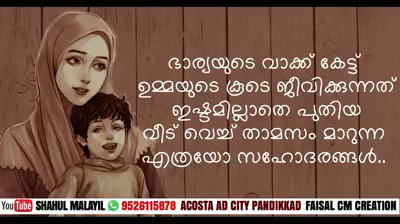 ഭാര്യയുടെ വാക്ക് കേട്ട്
ഉമ്മയുടെ കൂടെ ജീവിക്കുന്നത്
ഇഷ്ടമില്ലാതെ പുതിയ
വീട് വെച്ച് താമസം മാറുന്ന
എത്രയോ സഹോദരങ്ങൾ..
YouTube SHAHUL MALAYIL 9526115878 ACOSTA AD CITY PANDIKKAD FAISAL CM CREATION